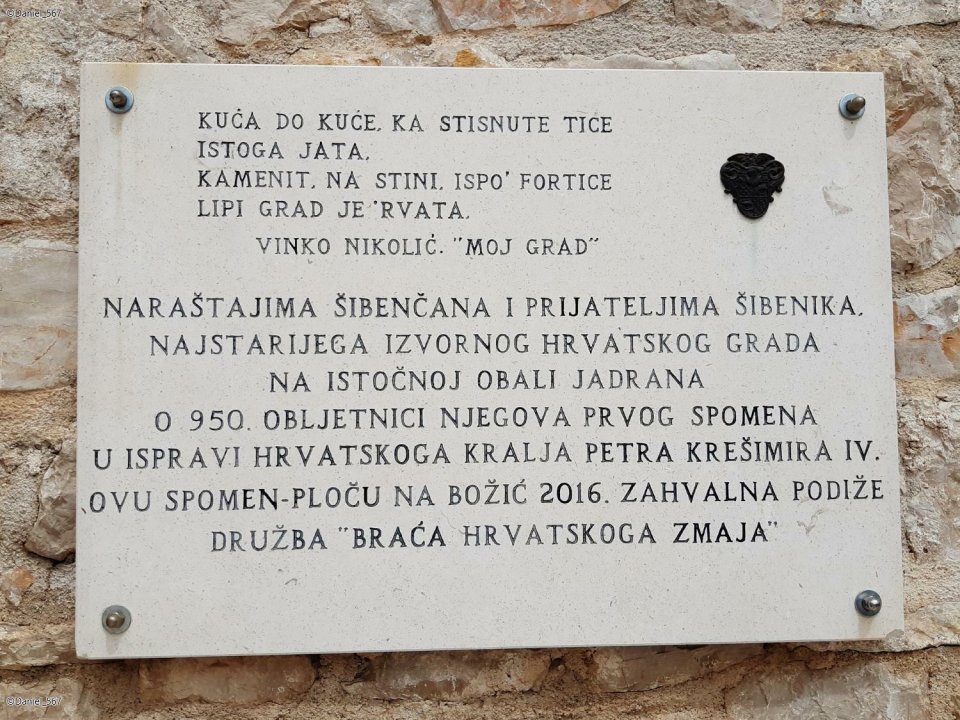 ©Daniel_567
KUĆA DO KUĆE, KA STISNUTE TIĆE
ISTOGA JATA,
KAMENIT, NA STINI, ISPO' FORTICE
LIPI GRAD JE 'RVATA.
VINKO NIKOLIĆ. "MOJ GRAD"
NARAŠTAJIMA ŠIBENČANA I PRIJATELJIMA ŠIBENIKA,
NAJSTARIJEGA IZVORNOG HRVATSKOG GRADA
NA ISTOČNOJ OBALI JADRANA
O 950. OBLJETNICI NJEGOVA PRVOG SPOMENA
U ISPRAVI HRVATSKOGA KRALJA PETRA KREŠIMIRA IV.
OVU SPOMEN-PLOČU NA BOŽIĆ 2016. ZAHVALNA PODIŽE
DRUŽBA "BRAĆA HRVATSKOGA ZMAJA"
©Daniel_567